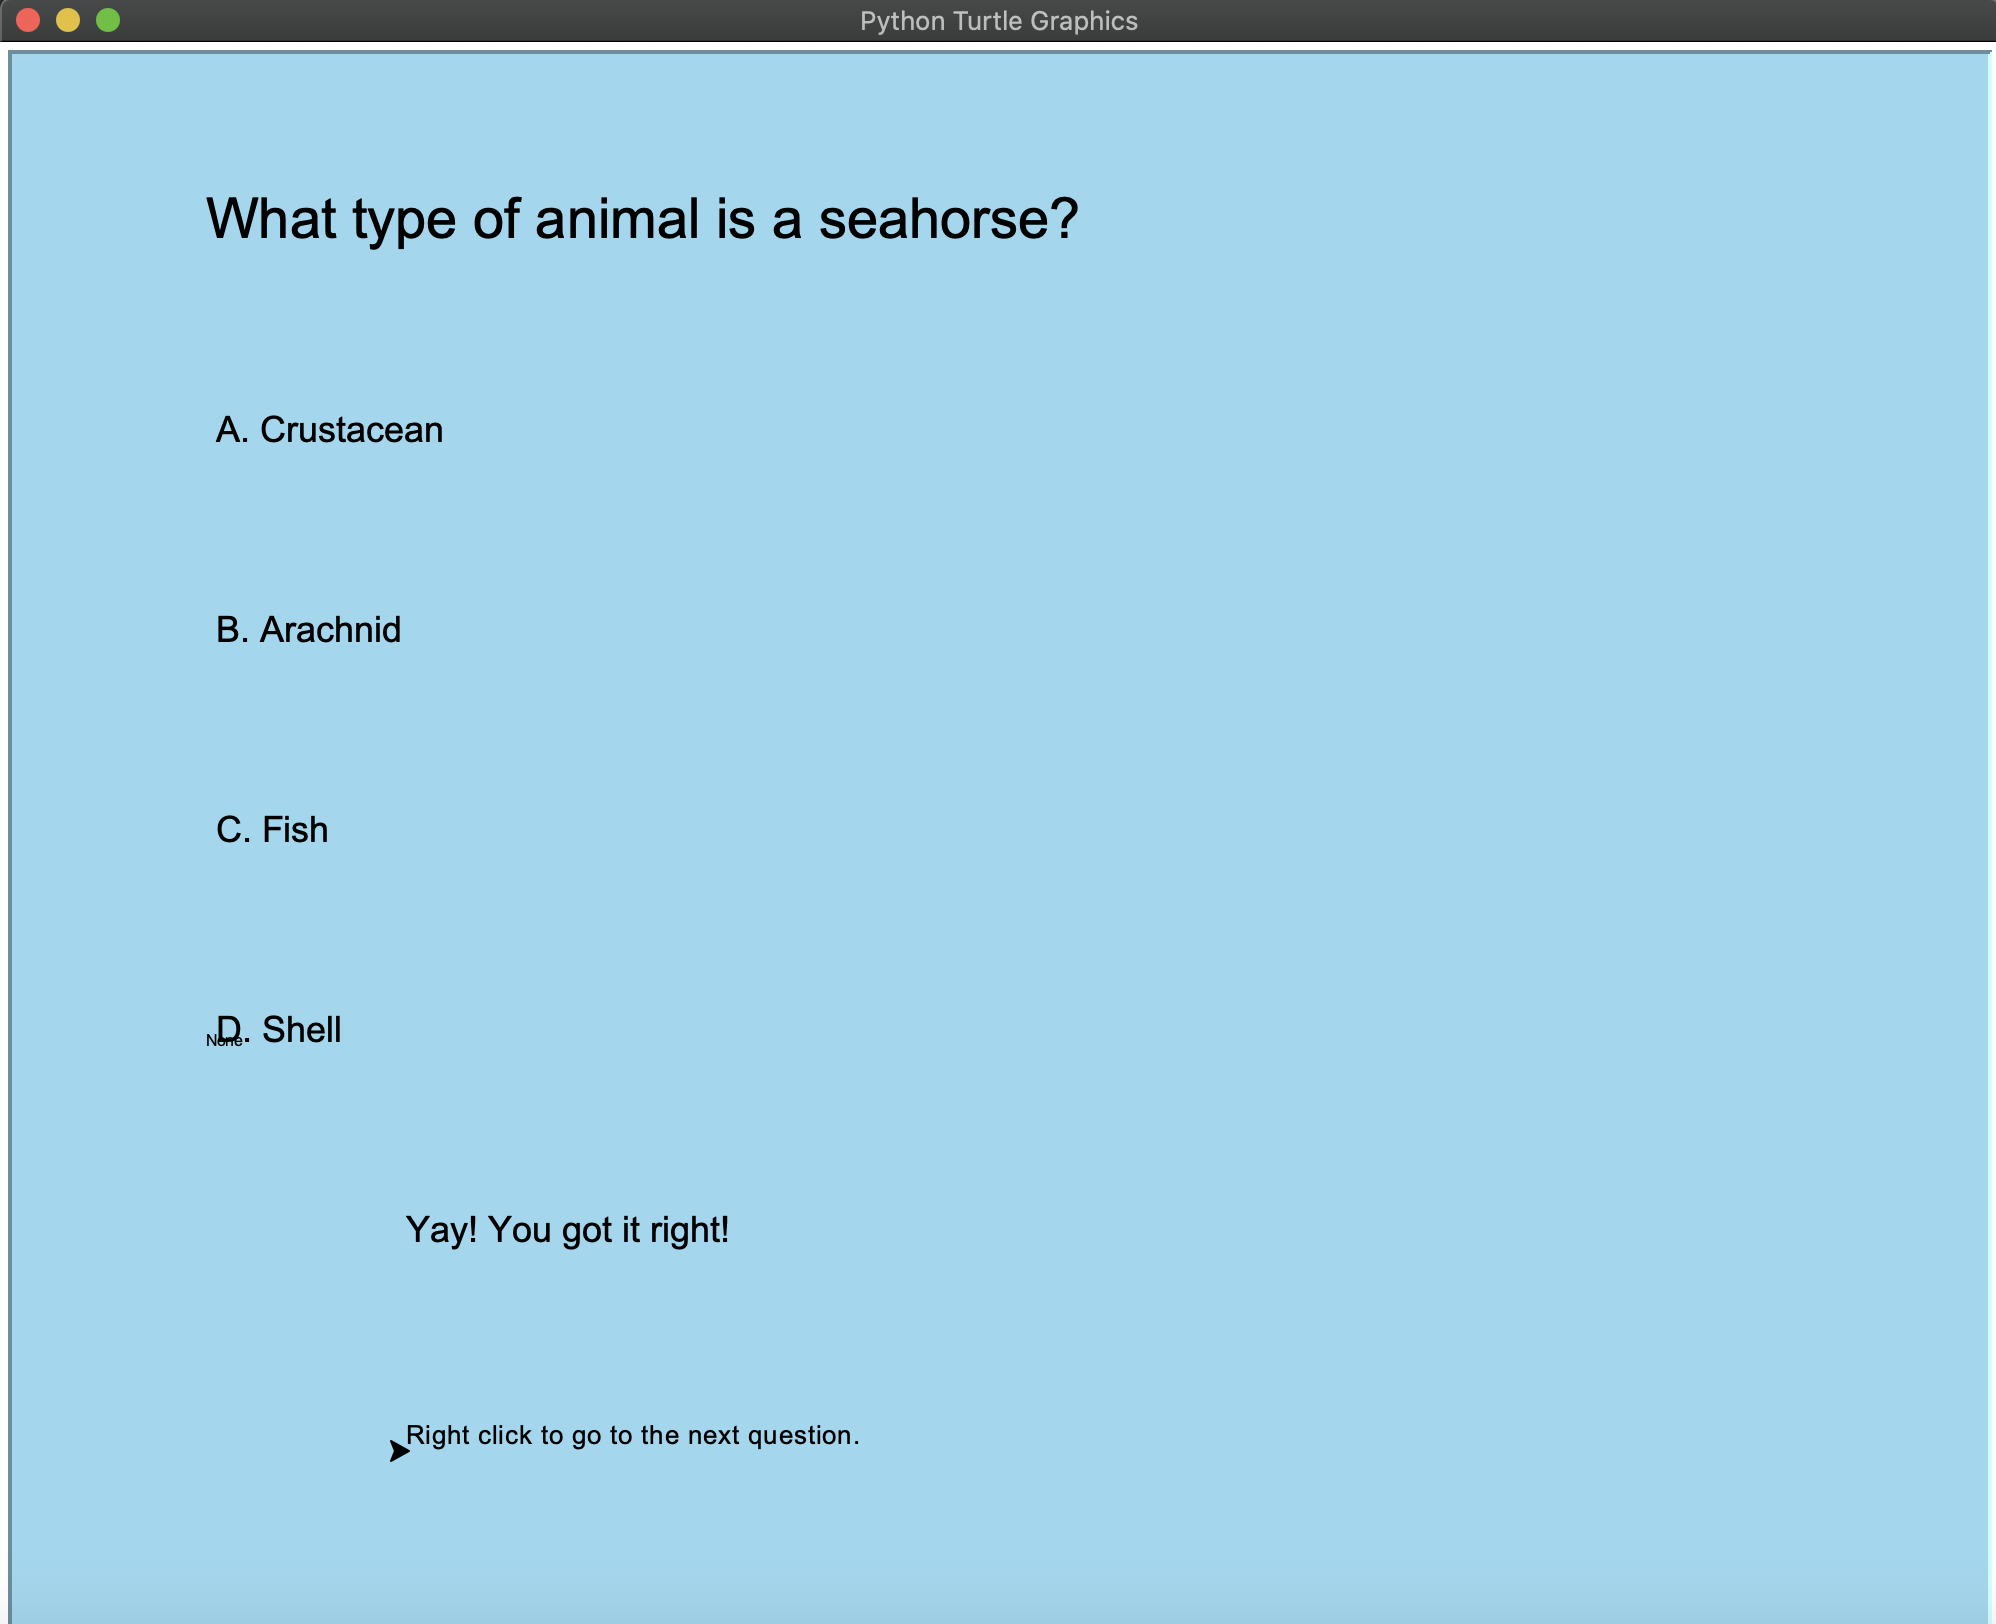 Python Turtle Graphics
What type of animal is a seahorse?
A. Crustacean
B. Arachnid
C. Fish
D. Shell
None
Yay! You got it right!
Right click to go to the next question.